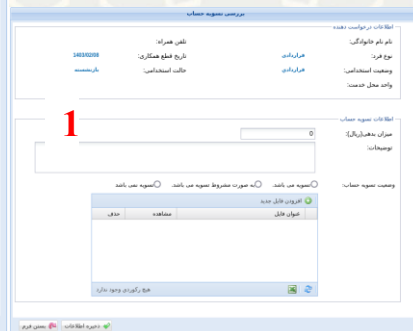 بررسی تسویه حساب
اطلاعات درخواست دهنده
نام نام خانوادگی:
تلفن همراه:
نوع فرد:
قراردادی
تاریخ قطع همکاری:
1403/02/08
وضعیت استخدامی:
قراردادی
حالت استخدامی:
بازنشسته
واحد محل خدمت:
اطلاعات تسویه حساب
1
میزان بدهی(ریال):
0
توضیحات:
وضعیت تسویه حساب:
تسویه می باشد.
به صورت مشروط تسویه می باشد.
تسویه نمی باشد
افزودن فایل جدید
عنوان فایل
مشاهده
حذف
هیچ رکوردی وجود ندارد
ذخیره اطلاعات
بستن فرم